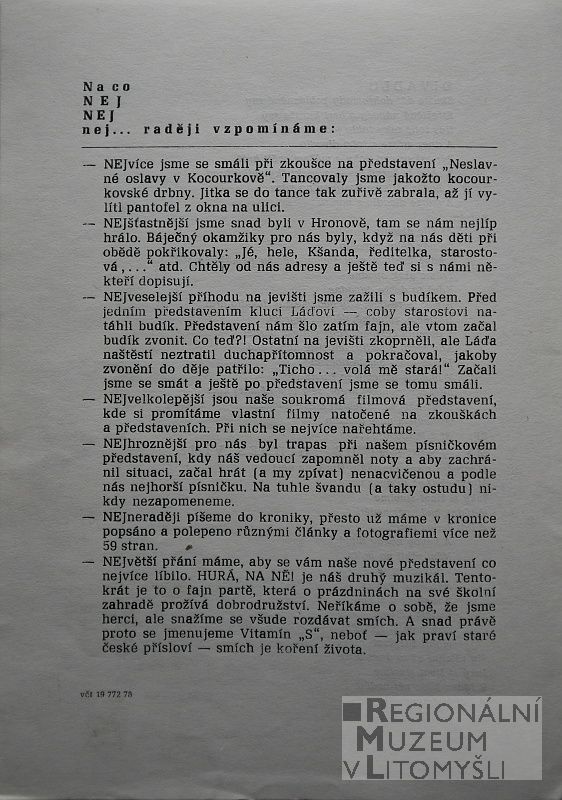 Na co
NEJ
NEJ
nej... raději vzpomínáme:
— NEJvíce jsme se smáli při zkoušce na představení „Neslav-
né oslavy v Kocourkově“. Tancovaly jsme jakožto kocour-
kovské drbny. Jitka se do tance tak zuřivě zabrala, až jí vy-
lítl pantofel z okna na ulici.
— NEJšťastnější jsme snad byli v Hronově, tam se nám nejlíp
hrálo. Báječný okamžiky pro nás byly, když na nás děti při
obědě pokřikovaly: „Jé, hele, Kšanda, ředitelka, starosto-
vá,...“ atd. Chtěly od nás adresy a ještě teď si s námi ně-
kteří dopisují.
— NEJveselejší příhodu na jevišti jsme zažili s budíkem. Před
jedním představením kluci Láďovi — coby starostovi na-
táhli budík. Představení nám šlo zatím fajn, ale vtom začal
budík zvonit. Co teď?! Ostatní na jevišti zkoprněli, ale Láďa
naštěstí neztratil duchapřítomnost a pokračoval, jakoby
zvonění do děje patřilo: „Ticho... volá mě stará!“ Začali
jsme se smát a ještě po představení jsme se tomu smáli.
— NEJvelkolepější jsou naše soukromá filmová představení,
kde si promítáme vlastní filmy natočené na zkouškách
a představeních. Při nich se nejvíce nařehtáme.
— NEJhroznější pro nás byl trapas při našem písničkovém
představení, kdy náš vedoucí zapomněl noty a aby zachrá-
nil situaci, začal hrát (a my zpívat) nenacvičenou a podle
nás nejhorší písničku. Na tuhle švandu (a taky ostudu) ni-
kdy nezapomeneme.
— NEJneraději píšeme do kroniky, přesto už máme v kronice
popsáno a polepeno různými články a fotografiemi více než
59 stran.
— NEJvětší přání máme, aby se vám naše nové představení co
nejvíce líbilo. HURÁ, NA NĚ! je náš druhý muzikál. Tento-
krát je to o fajn partě, která o prázdninách na své školní
zahradě prožívá dobrodružství. Neříkáme o sobě, že jsme
herci, ale snažíme se všude rozdávat smích. A snad právě
proto se jmenujeme Vitamín „S“, neboť — jak praví staré
české přísloví — smích je koření života.
včt 19 772 78
REGIONÁLNÍ
MUZEUM
V LITOMYŠLI